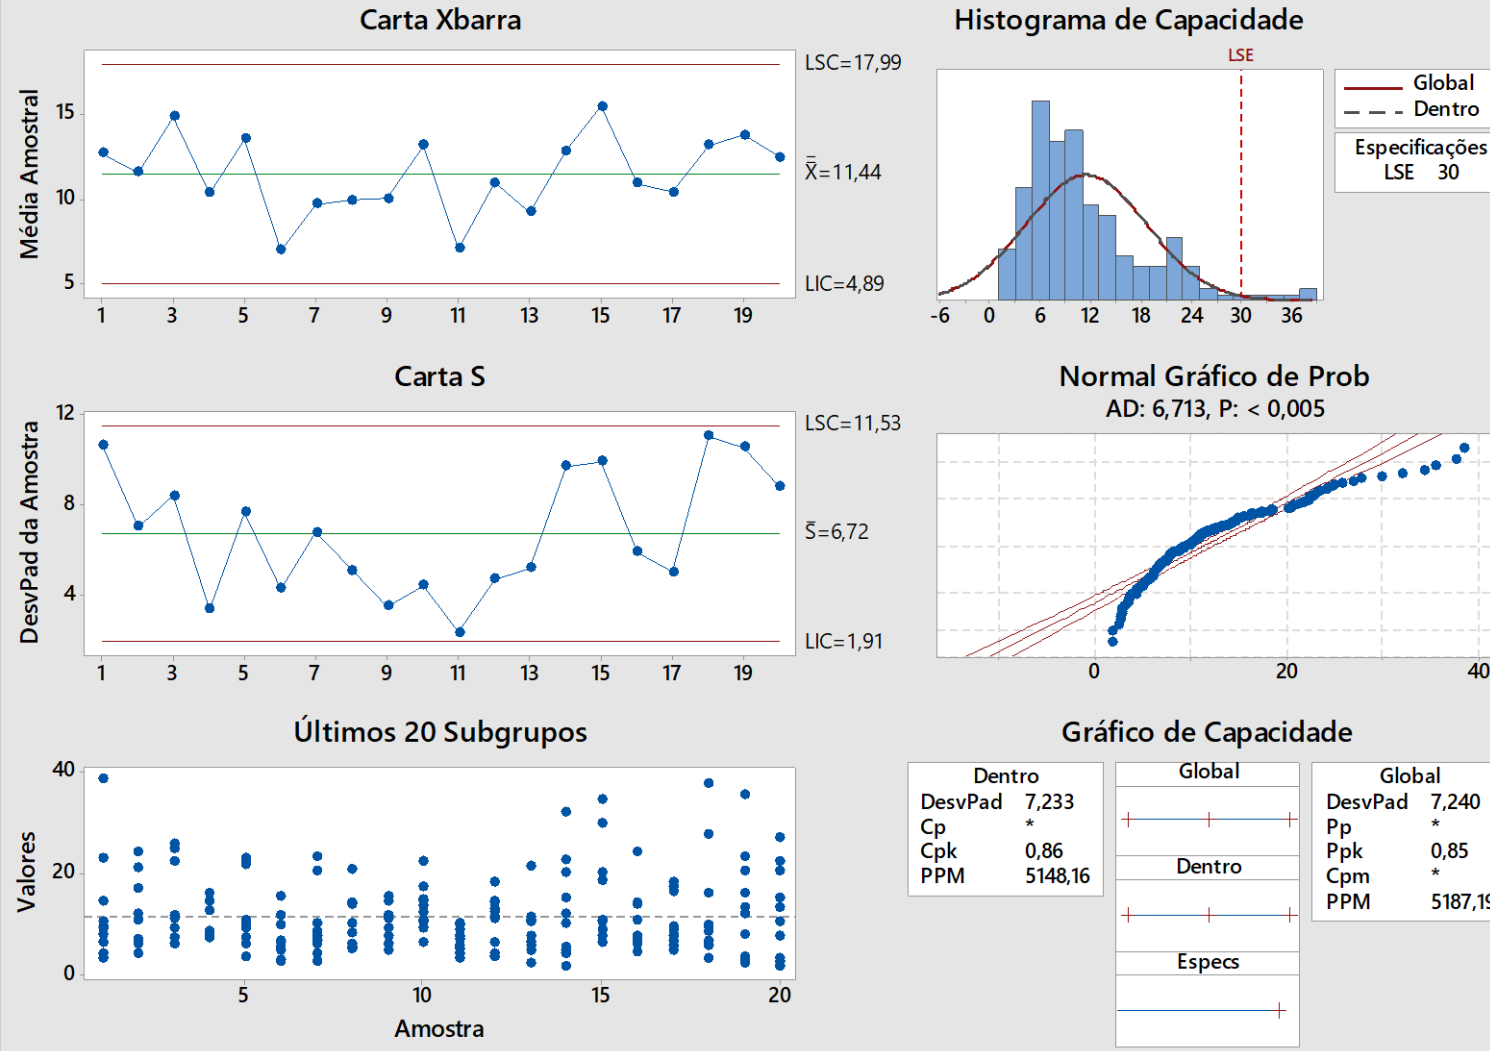 Carta Xbarra
Média Amostral
15
10
5
LSC=17,99
X=11,44
LIC=4,89
1 3 5 7 9 11 13 15 17 19
Histograma de Capacidade
LSE
Global
Dentro
Especificações
LSE 30
-6 0 6 12 18 24 30 36
Carta S
DesvPad da Amostra
12
8
4
LSC=11,53
S=6,72
LIC=1,91
1 3 5 7 9 11 13 15 17 19
Normal Gráfico de Prob
AD: 6,713, P: < 0,005
0 20 40
Últimos 20 Subgrupos
Valores
40
20
0
5 10 15 20
Amostra
Gráfico de Capacidade
Dentro
DesvPad 7,233
Cp *
Cpk 0,86
PPM 5148,16
Global
Dentro
Especs
Global
DesvPad 7,240
Pp *
Ppk 0,85
Cpm *
PPM 5187,19